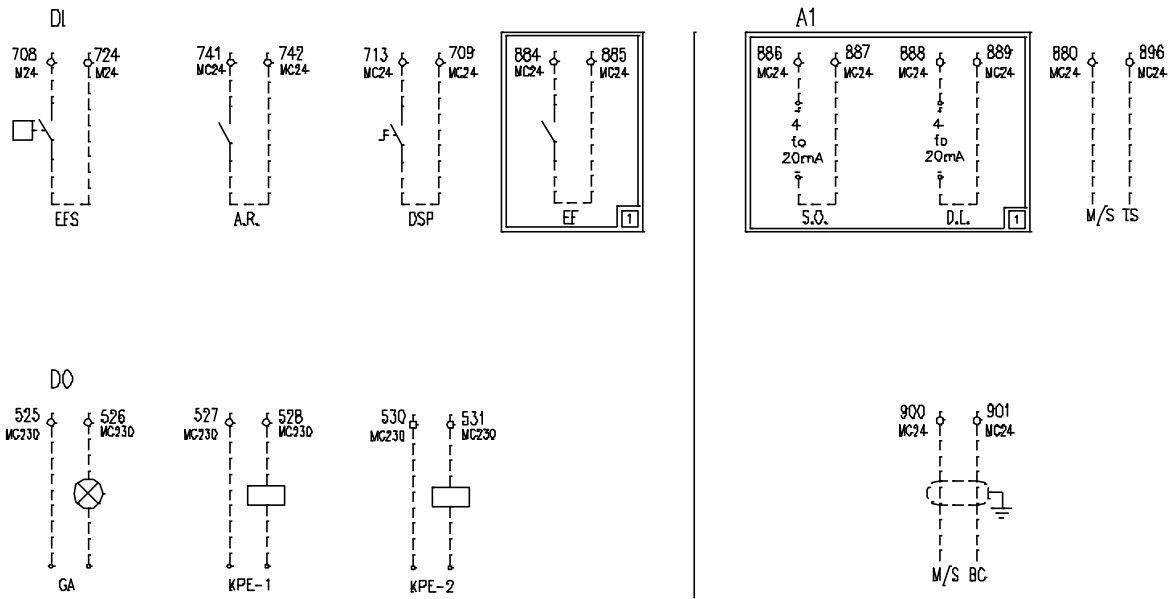 DI
A1
708 724 741 742 713 709 884 885 886 887 888 889 880 896
M24 M24 MC24 MC24 MC24 MC24 MC24 MC24 MC24 MC24 MC24 MC24 MC24 MC24
4 4
to to
20mA 20mA
EFS A.R. DSP EF 1 S.O. D.L. 1 M/S TS
DO
525 526 527 528 530 531 900 901
MC230 MC230 MC230 MC230 MC230 MC230 MC24 MC24
GA KPE-1 KPE-2 M/S BC